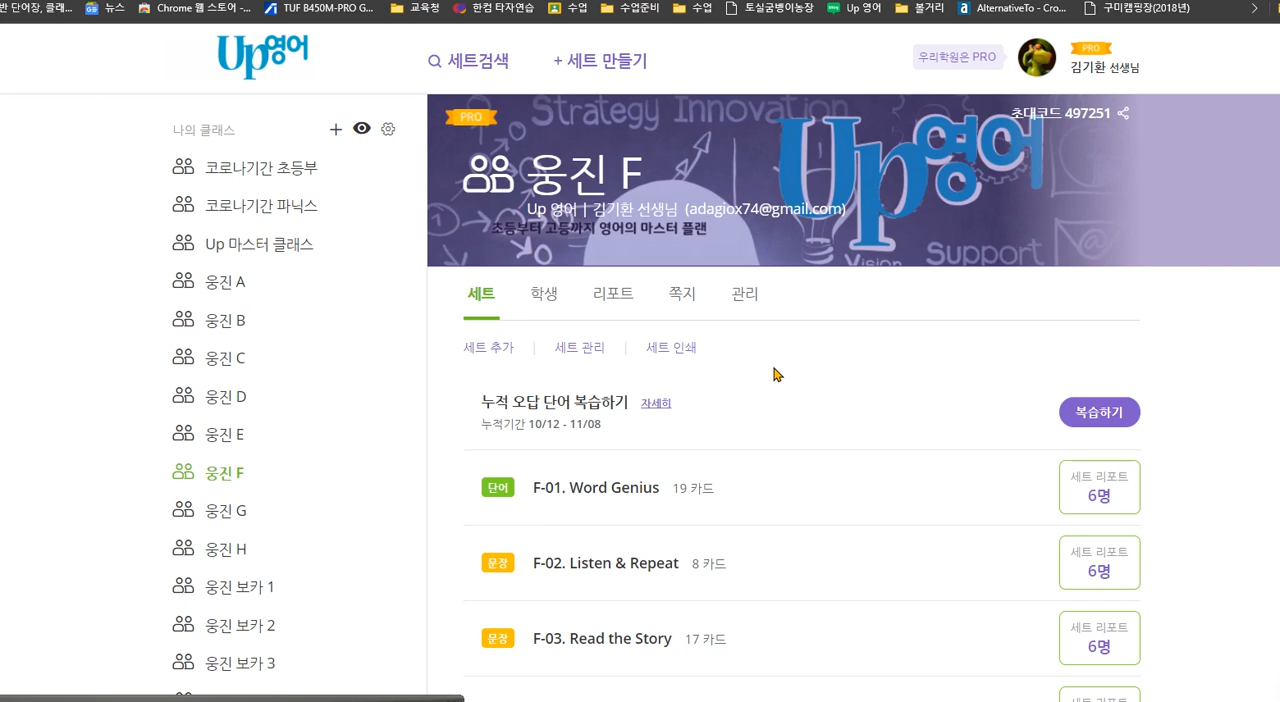 반 단어장, 클래... 뉴스 Chrome 웹 스토어 -... TUF B450M-PRO G... 교육청 한컴 타자연습 수업 수업준비 수업 토실굼벵이농장 Up 영어 볼거리 AlternativeTo - Cro... 구미캠핑장(2018년)
Up영어
세트검색
+ 세트 만들기
우리학원은 PRO
PRO
김기환 선생님
나의 클래스
코로나기간 초등부
코로나기간 파닉스
Up 마스터 클래스
웅진 A
웅진 B
웅진 C
웅진 D
웅진 E
웅진 F
웅진 G
웅진 H
웅진 보카 1
웅진 보카 2
웅진 보카 3
PRO
Strategy Innovation
초대코드 497251
웅진 F
Up영어
Up 영어 | 김기환 선생님 (adagiox74@gmail.com)
초등부터 고등까지 영어의 마스터 플랜
Vision
Support
세트 학생 리포트 쪽지 관리
세트 추가 | 세트 관리 | 세트 인쇄
누적 오답 단어 복습하기 자세히
누적기간 10/12 - 11/08
복습하기
단어 F-01. Word Genius 19 카드
세트 리포트
6명
문장 F-02. Listen & Repeat 8 카드
세트 리포트
6명
문장 F-03. Read the Story 17 카드
세트 리포트
6명
세트 리포트